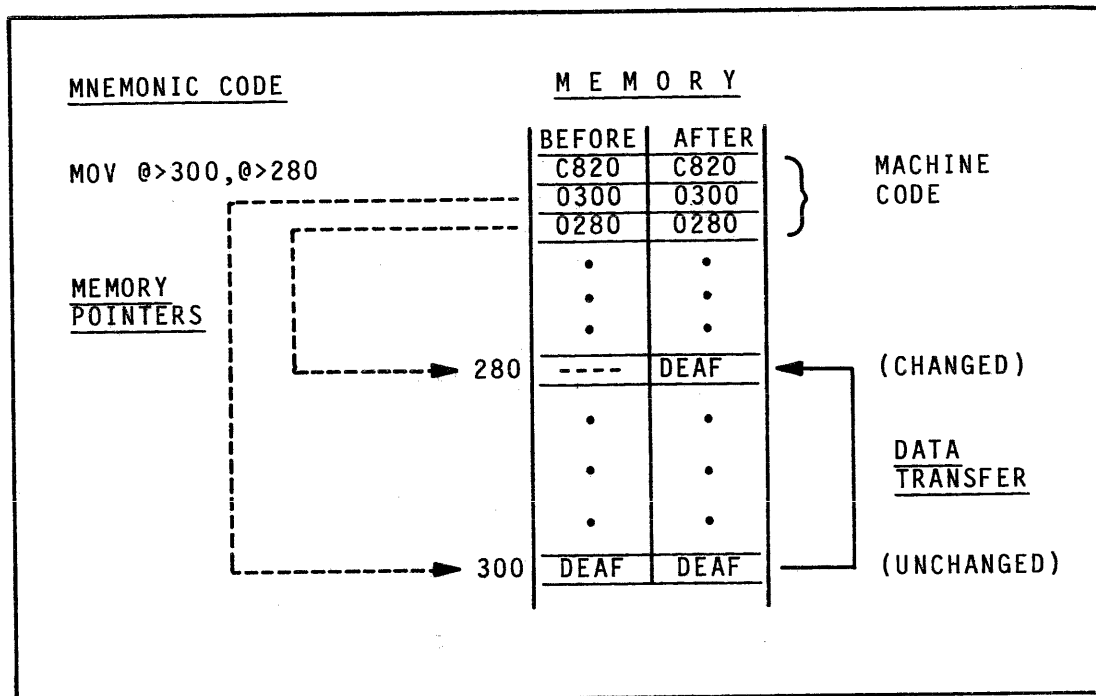 MNEMONIC CODE
M E M O R Y
BEFORE AFTER
MOV @>300,@>280
C820 C820
MACHINE
CODE
0300 0300
0280 0280
MEMORY
POINTERS
280 ---- DEAF (CHANGED)
DATA
TRANSFER
300 DEAF DEAF (UNCHANGED)